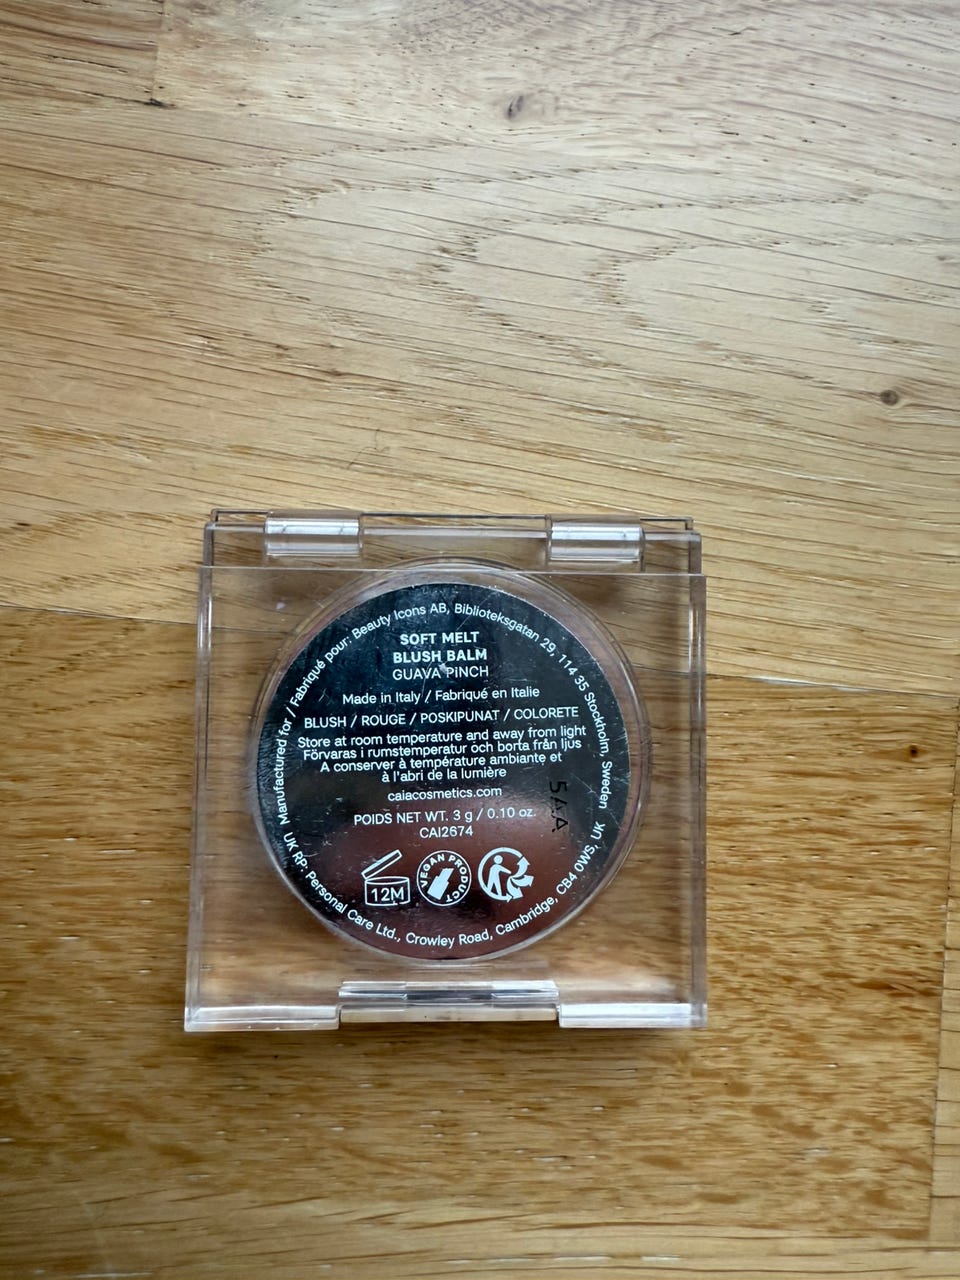 Manufactured for / Fabriqué pour: Beauty Icons AB, Biblioteksgatan 29, 114 35 Stockholm, Sweden
SOFT MELT
BLUSH BALM
GUAVA PiNCH
Made in Italy / Fabriqué en Italie
BLUSH / ROUGE / POSKIPUNAT / COLORETE
Store at room temperature and away from light
Förvaras i rumstemperatur och borta från ljus
A conserver à température ambiante et
à l'abri de la lumière
caiacosmetics.com
POIDS NET WT. 3 g / 0.10 oz.
CAI2674
12M
VEGAN PRODUCT
UK RP: Personal Care Ltd., Crowley Road, Cambridge, CB4 0WS, UK